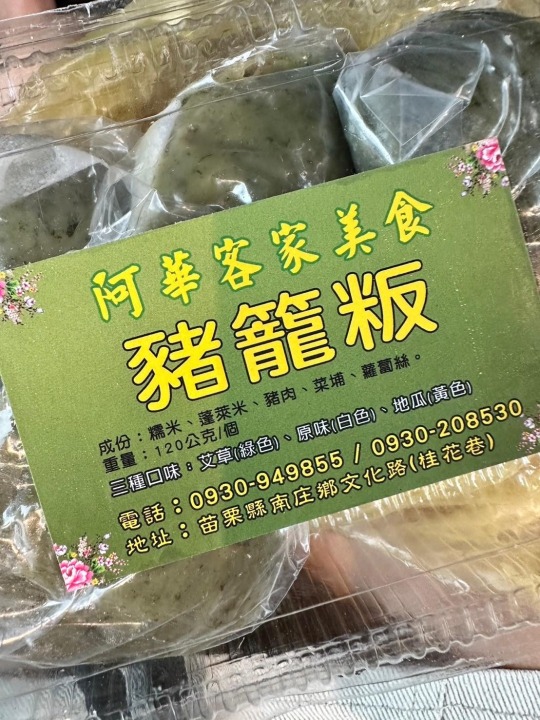 阿華客家美食
豬籠粄
成份：糯米、蓬萊米、豬肉、菜埔、蘿蔔絲。
重量：120公克/個
三種口味：艾草(綠色)、原味(白色)、地瓜(黃色)
電話：0930-949855 / 0930-208530
地址：苗栗縣南庄鄉文化路(桂花巷)